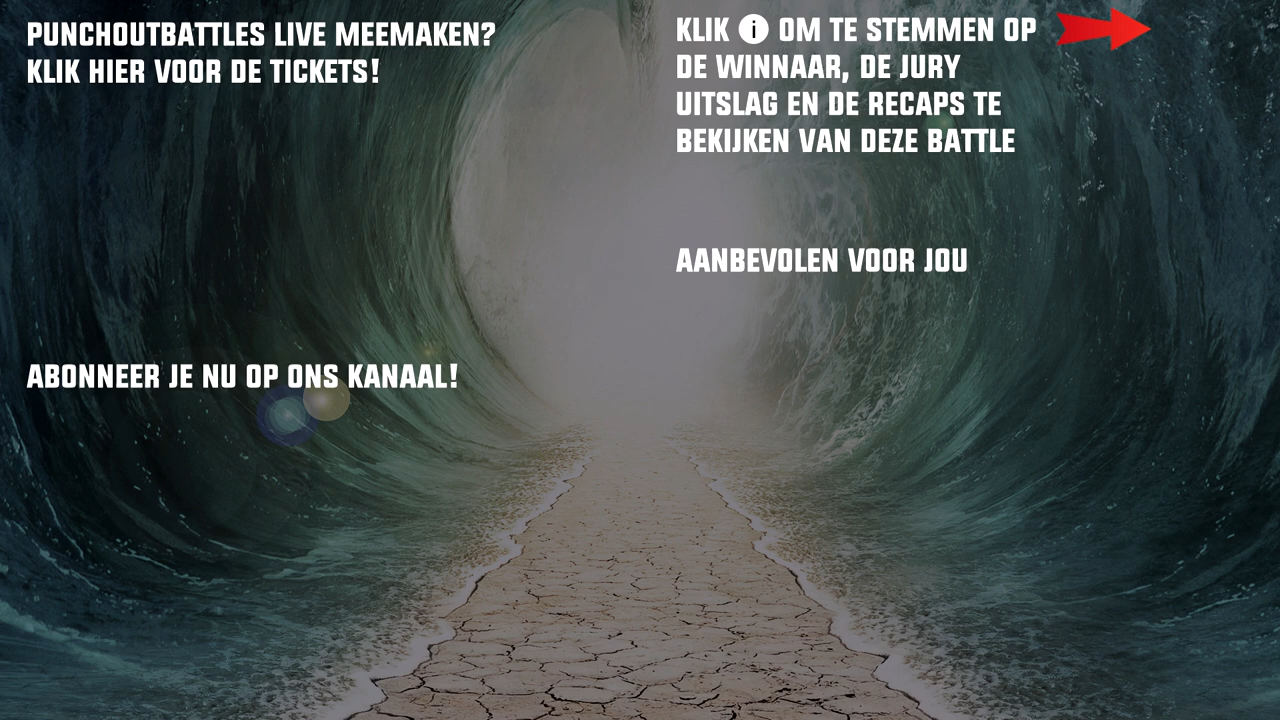 PUNCHOUTBATTLES LIVE MEEMAKEN?
KLIK HIER VOOR DE TICKETS!
KLIK i OM TE STEMMEN OP
DE WINNAAR, DE JURY
UITSLAG EN DE RECAPS TE
BEKIJKEN VAN DEZE BATTLE
AANBEVOLEN VOOR JOU
ABONNEER JE NU OP ONS KANAAL!